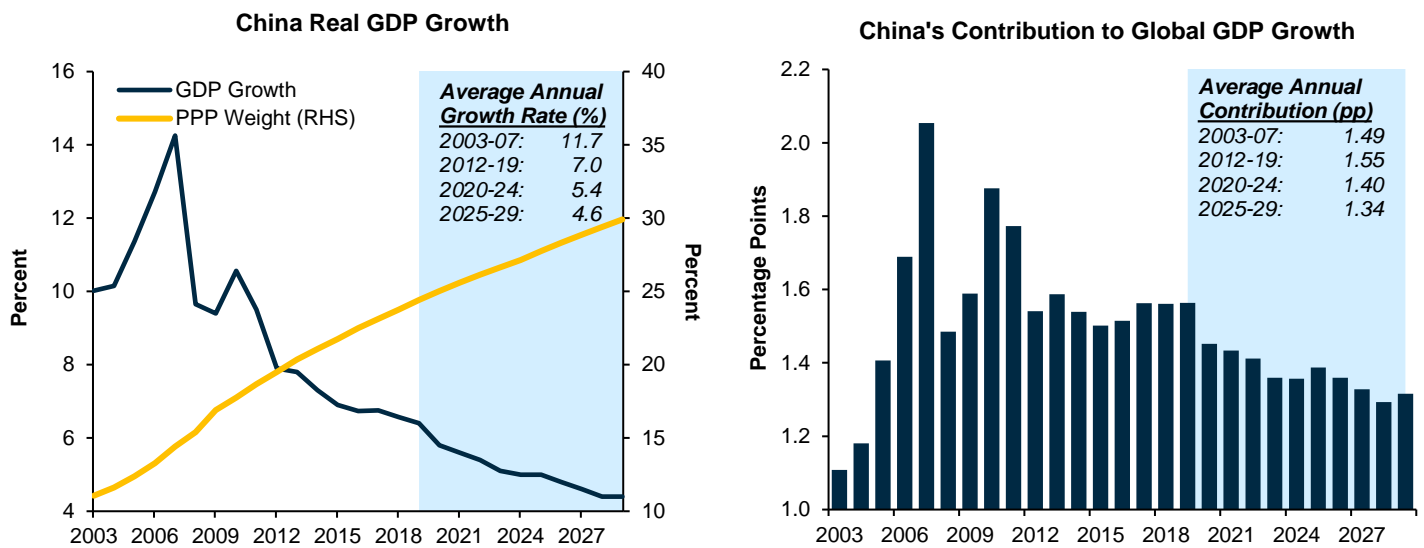 China Real GDP Growth
16
14
12
10
8
6
4
Percent
GDP Growth
PPP Weight (RHS)
Average Annual
Growth Rate (%)
2003-07: 11.7
2012-19: 7.0
2020-24: 5.4
2025-29: 4.6
40
35
30
25
20
15
10
Percent
2003 2006 2009 2012 2015 2018 2021 2024 2027
China's Contribution to Global GDP Growth
2.2
2.0
1.8
1.6
1.4
1.2
1.0
Percentage Points
Average Annual
Contribution (pp)
2003-07: 1.49
2012-19: 1.55
2020-24: 1.40
2025-29: 1.34
2003 2006 2009 2012 2015 2018 2021 2024 2027